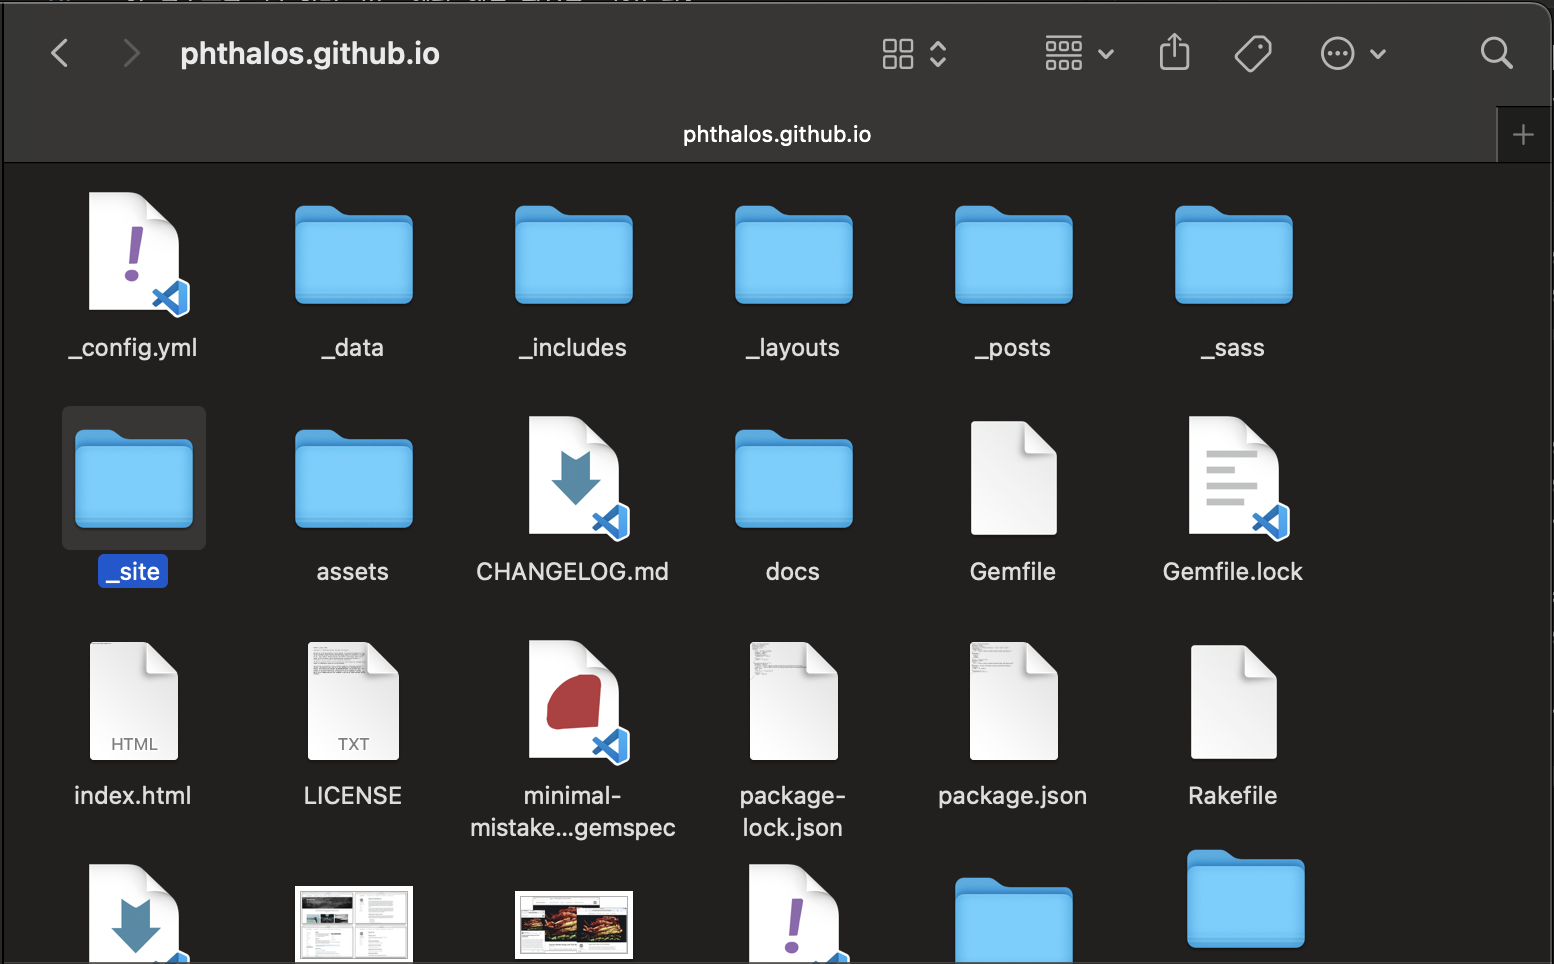 phthalos.github.io
phthalos.github.io
_config.yml
_data
_includes
_layouts
_posts
_sass
_site
assets
CHANGELOG.md
docs
Gemfile
Gemfile.lock
HTML
TXT
index.html
LICENSE
minimal-
mistake...gemspec
package-
lock.json
package.json
Rakefile